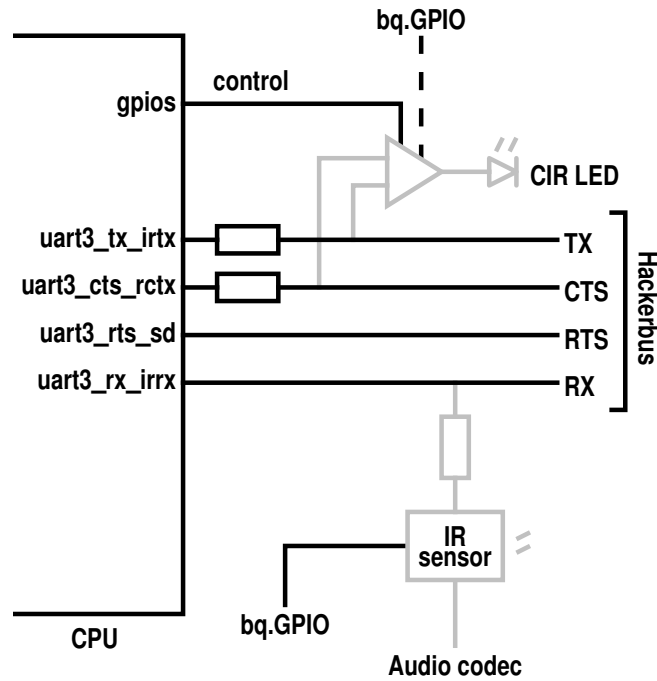 bq.GPIO
control
gpios
CIR LED
uart3_tx_irtx
TX
uart3_cts_rctx
CTS
Hackerbus
uart3_rts_sd
RTS
uart3_rx_irrx
RX
IR
sensor
bq.GPIO
CPU
Audio codec